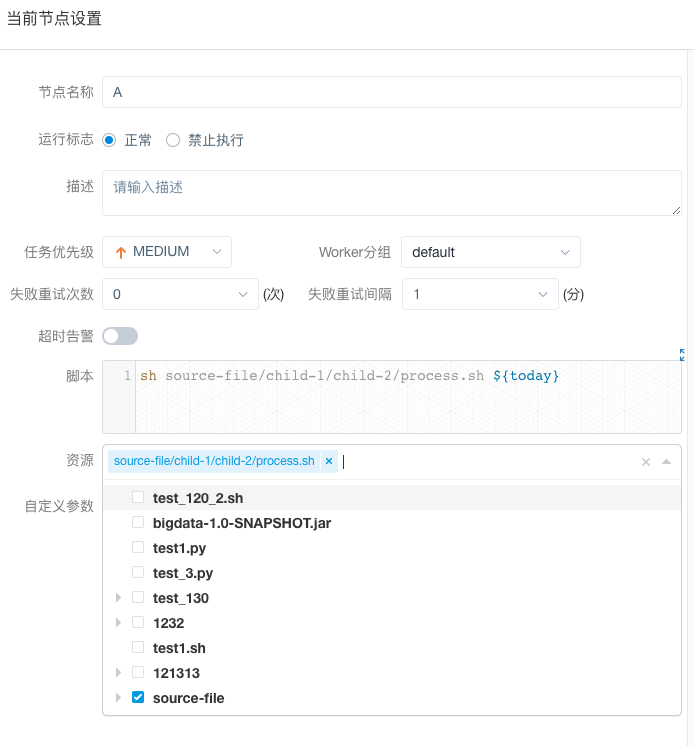 当前节点设置
节点名称 A
运行标志 正常 禁止执行
描述 请输入描述
任务优先级 MEDIUM Worker分组 default
失败重试次数 0 (次) 失败重试间隔 1 (分)
超时告警
脚本 1 sh source-file/child-1/child-2/process.sh ${today}
资源 source-file/child-1/child-2/process.sh ×
自定义参数
test_120_2.sh
bigdata-1.0-SNAPSHOT.jar
test1.py
test_3.py
test_130
1232
test1.sh
121313
source-file